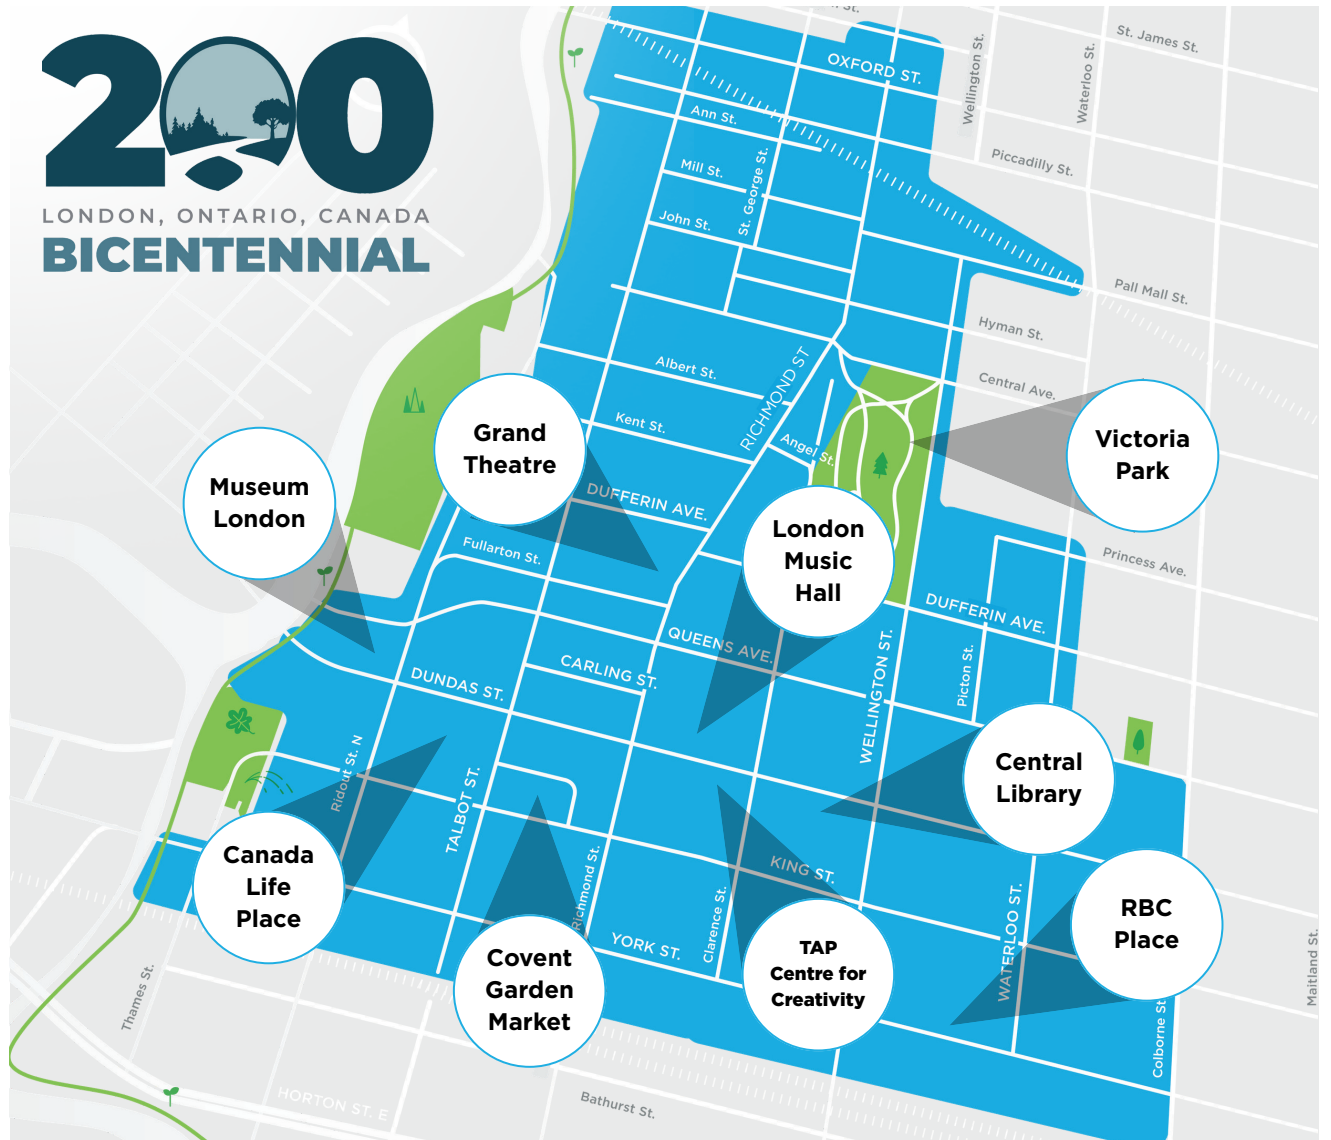 200
LONDON, ONTARIO, CANADA
BICENTENNIAL
St.
St. James St.
OXFORD ST.
Wellington St.
Waterloo St.
Ann St.
Piccadilly St.
Mill St.
St. George St.
John St.
Pall Mall St.
Hyman St.
Albert St.
RICHMOND ST
Central Ave.
Kent St.
Angel St.
Grand
Theatre
Victoria
Park
Museum
London
DUFFERIN AVE.
London
Music
Hall
Fullarton St.
Princess Ave.
DUFFERIN AVE.
QUEENS AVE.
CARLING ST.
WELLINGTON ST.
Picton St.
DUNDAS ST.
Central
Library
Ridout St. N
TALBOT ST.
Canada
Life
Place
KING ST.
Richmond St.
Clarence St.
RBC
Place
WATERLOO ST.
YORK ST.
Covent
Garden
Market
TAP
Centre for
Creativity
Maitland St.
Thames St.
Colborne St
HORTON ST. E
Bathurst St.